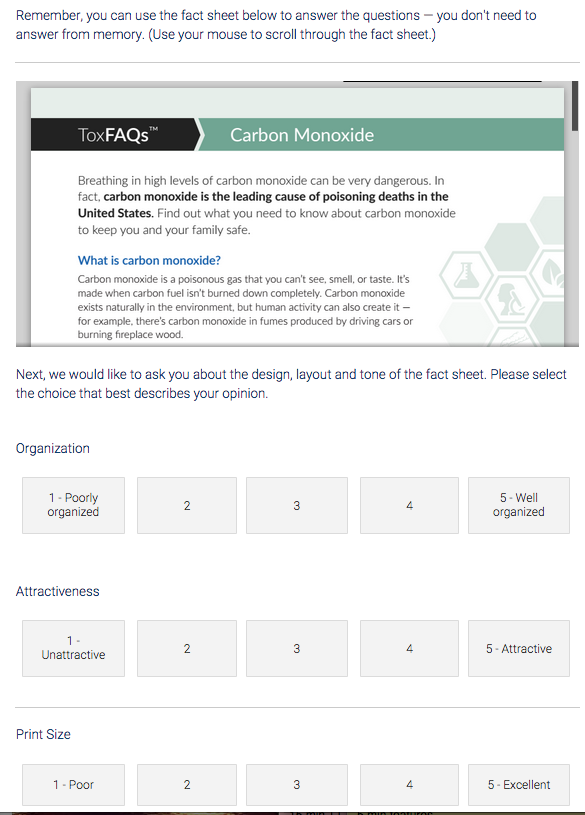 Remember, you can use the fact sheet below to answer the questions — you don't need to
answer from memory. (Use your mouse to scroll through the fact sheet.)
ToxFAQs™
Carbon Monoxide
Breathing in high levels of carbon monoxide can be very dangerous. In
fact, carbon monoxide is the leading cause of poisoning deaths in the
United States. Find out what you need to know about carbon monoxide
to keep you and your family safe.
What is carbon monoxide?
Carbon monoxide is a poisonous gas that you can't see, smell, or taste. It's
made when carbon fuel isn't burned down completely. Carbon monoxide
exists naturally in the environment, but human activity can also create it —
for example, there's carbon monoxide in fumes produced by driving cars or
burning fireplace wood.
Next, we would like to ask you about the design, layout and tone of the fact sheet. Please select
the choice that best describes your opinion.
Organization
1 - Poorly
organized
2
3
4
5 - Well
organized
Attractiveness
1 -
Unattractive
2
3
4
5 - Attractive
Print Size
1 - Poor
2
3
4
5 - Excellent